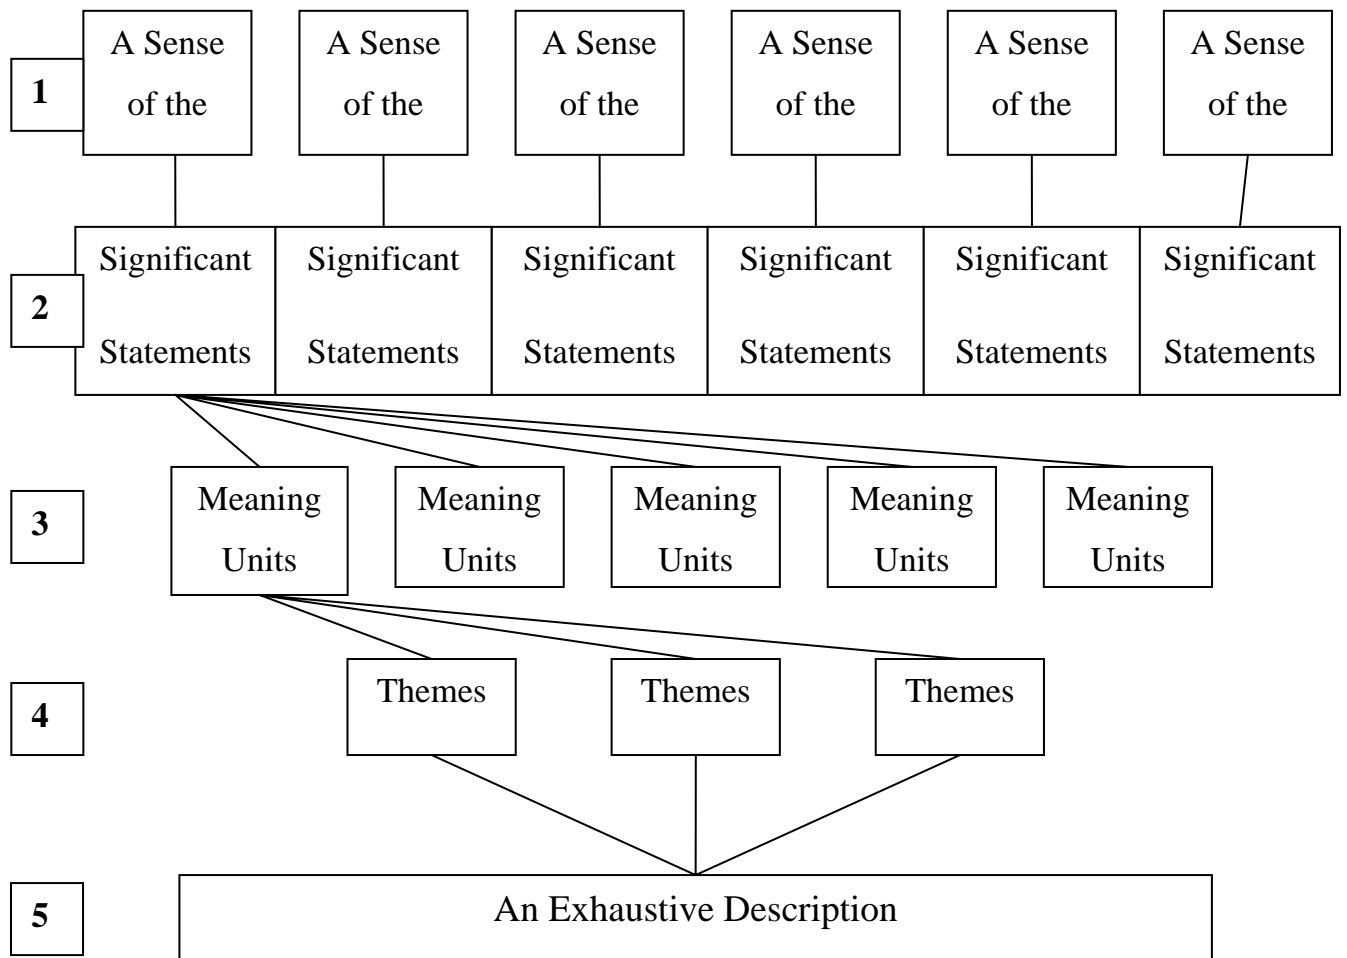 A Sense A Sense A Sense A Sense A Sense A Sense
1 of the of the of the of the of the of the
Significant Significant Significant Significant Significant Significant
2
Statements Statements Statements Statements Statements Statements
Meaning Meaning Meaning Meaning Meaning
3
Units Units Units Units Units
Themes Themes Themes
4
An Exhaustive Description
5